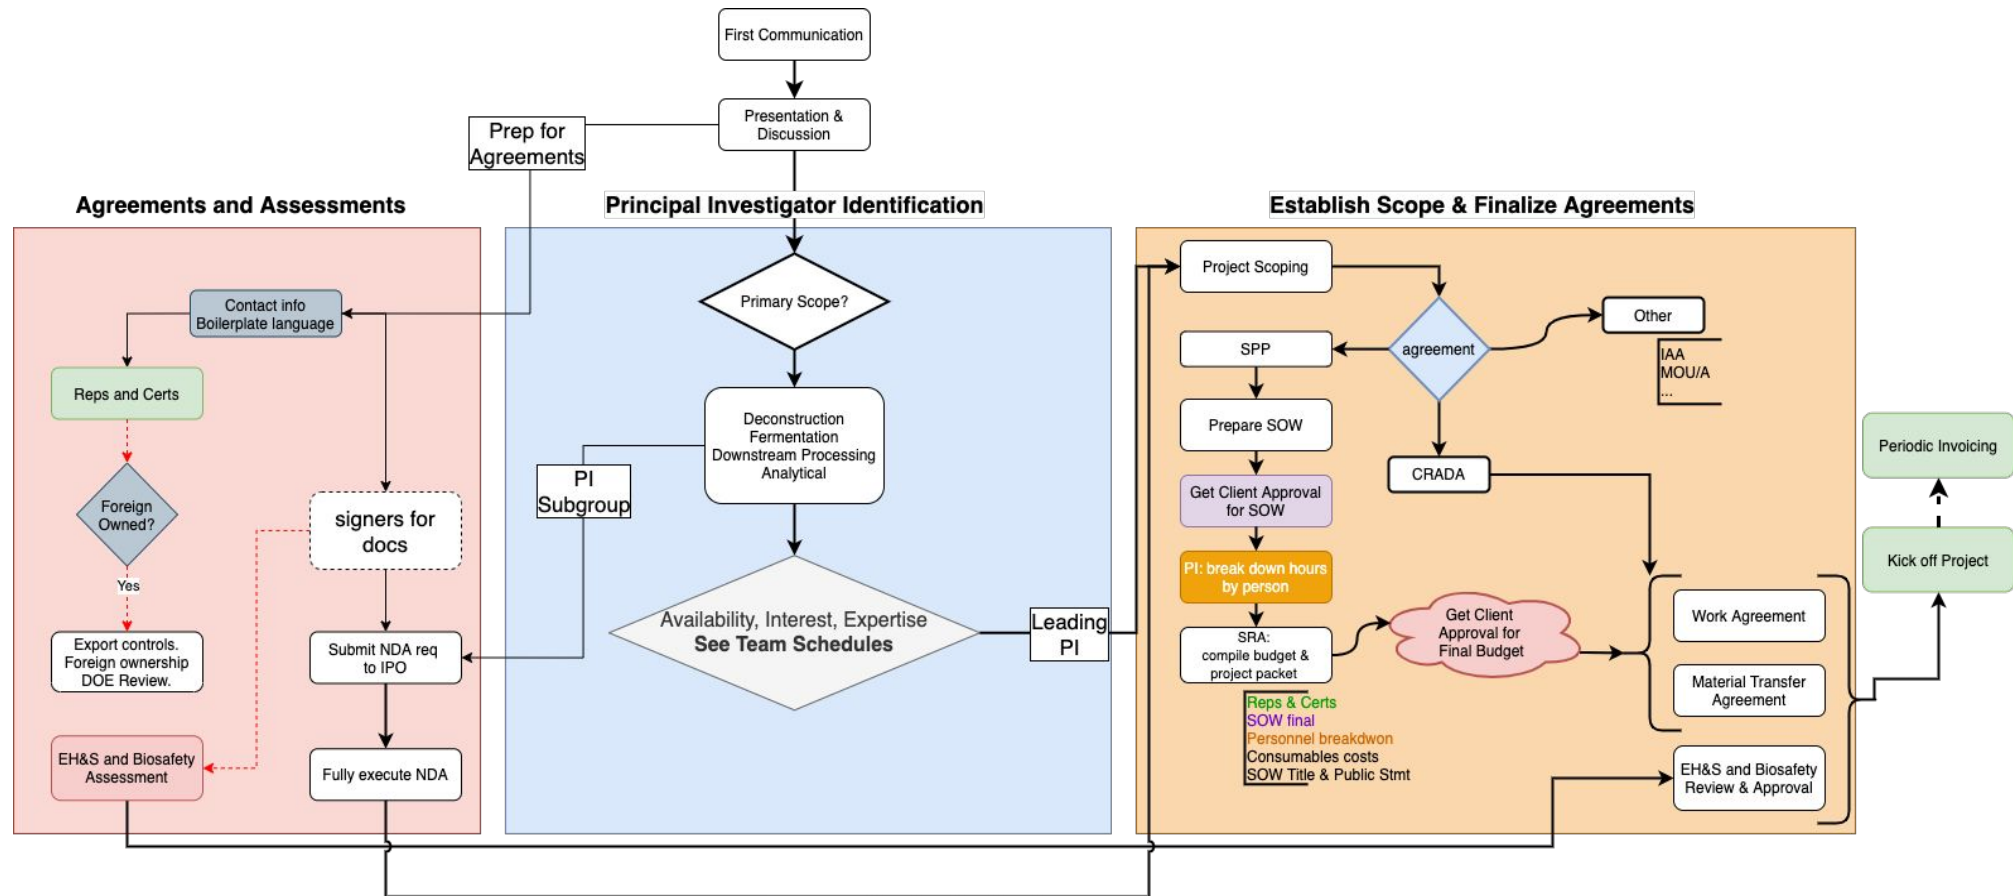 First Communication
Presentation &
Discussion
Prep for
Agreements
Agreements and Assessments
Principal Investigator Identification
Establish Scope & Finalize Agreements
Contact info
Boilerplate language
Reps and Certs
Foreign
Owned?
Yes
Export controls.
Foreign ownership
DOE Review.
EH&S and Biosafety
Assessment
signers for
docs
Submit NDA req
to IPO
Fully execute NDA
Primary Scope?
Deconstruction
Fermentation
Downstream Processing
Analytical
PI
Subgroup
Availability, Interest, Expertise
See Team Schedules
Leading
PI
Project Scoping
agreement
Other
IAA
MOU/A
...
SPP
Prepare SOW
Get Client Approval
for SOW
PI: break down hours
by person
SRA:
compile budget &
project packet
Reps & Certs
SOW final
Personnel breakdwon
Consumables costs
SOW Title & Public Stmt
CRADA
Get Client
Approval for
Final Budget
Work Agreement
Material Transfer
Agreement
EH&S and Biosafety
Review & Approval
Periodic Invoicing
Kick off Project